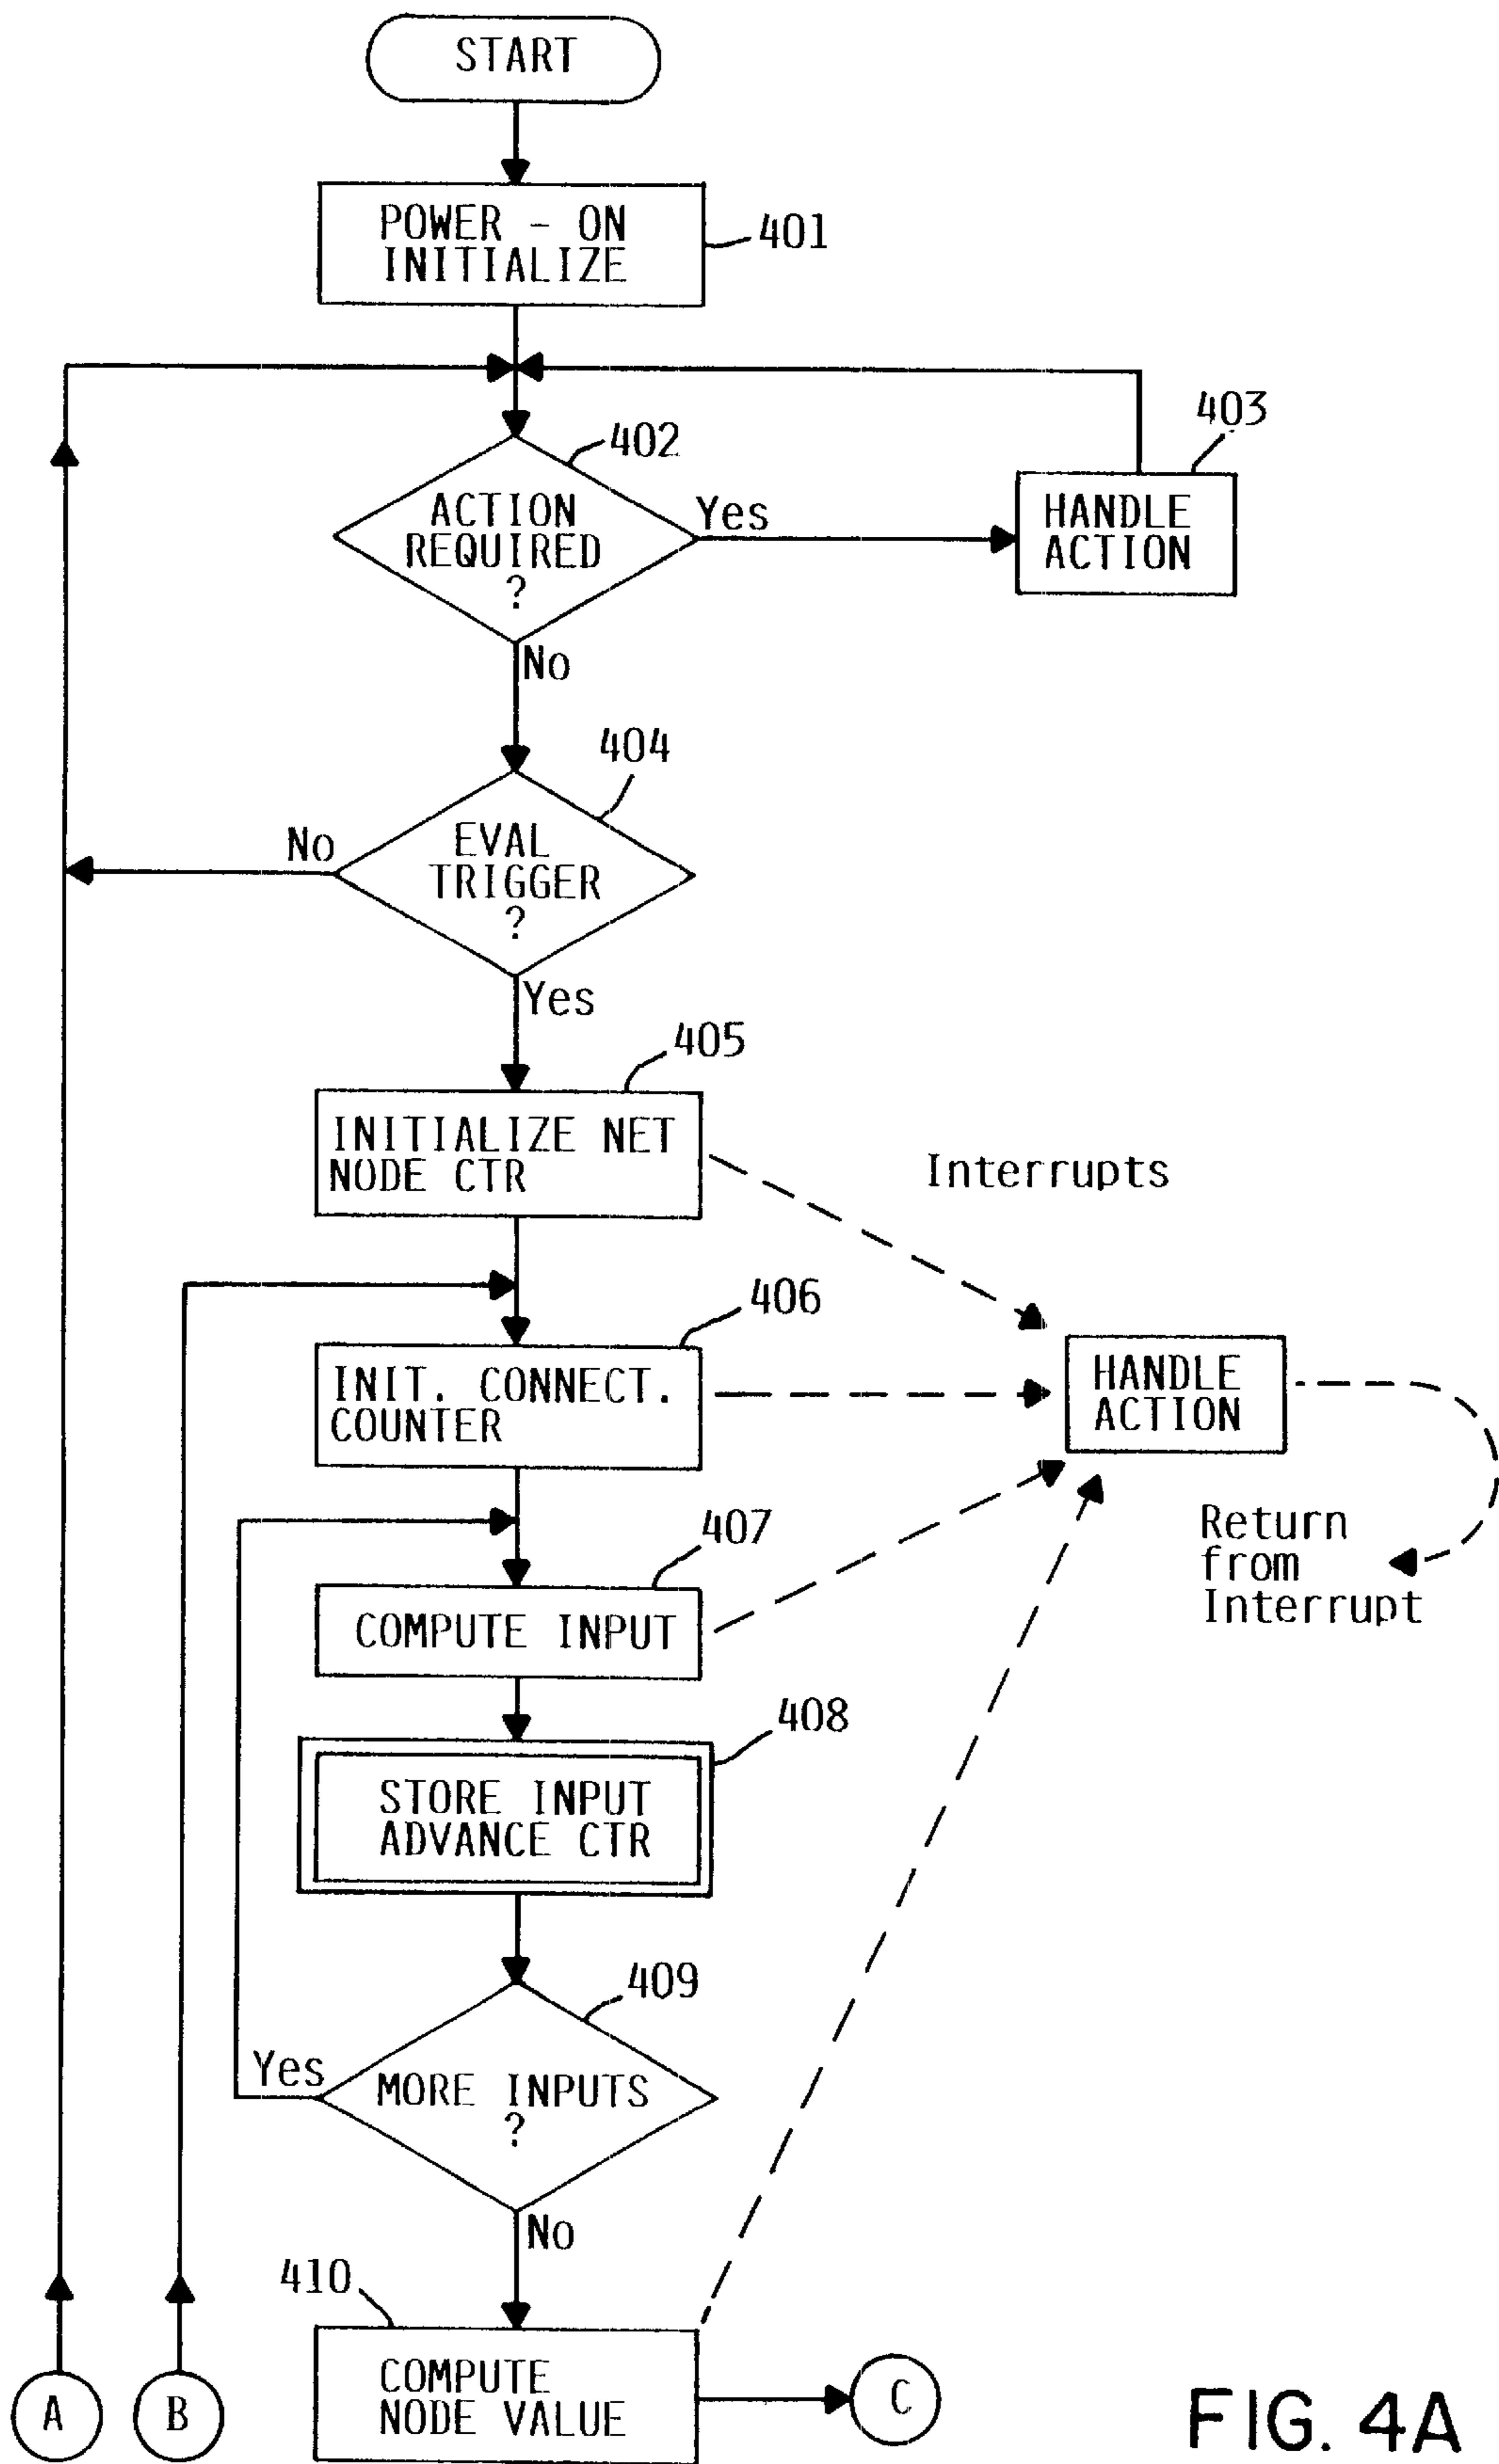 START
POWER - ON
INITIALIZE
401
402
403
ACTION
REQUIRED
?
Yes
HANDLE
ACTION
No
404
No
EVAL
TRIGGER
?
Yes
405
INITIALIZE NET
NODE CTR
Interrupts
406
INIT. CONNECT.
COUNTER
HANDLE
ACTION
407
Return
from
Interrupt
COMPUTE INPUT
408
STORE INPUT
ADVANCE CTR
409
Yes
MORE INPUTS
?
No
410
COMPUTE
NODE VALUE
A
B
C
FIG. 4A